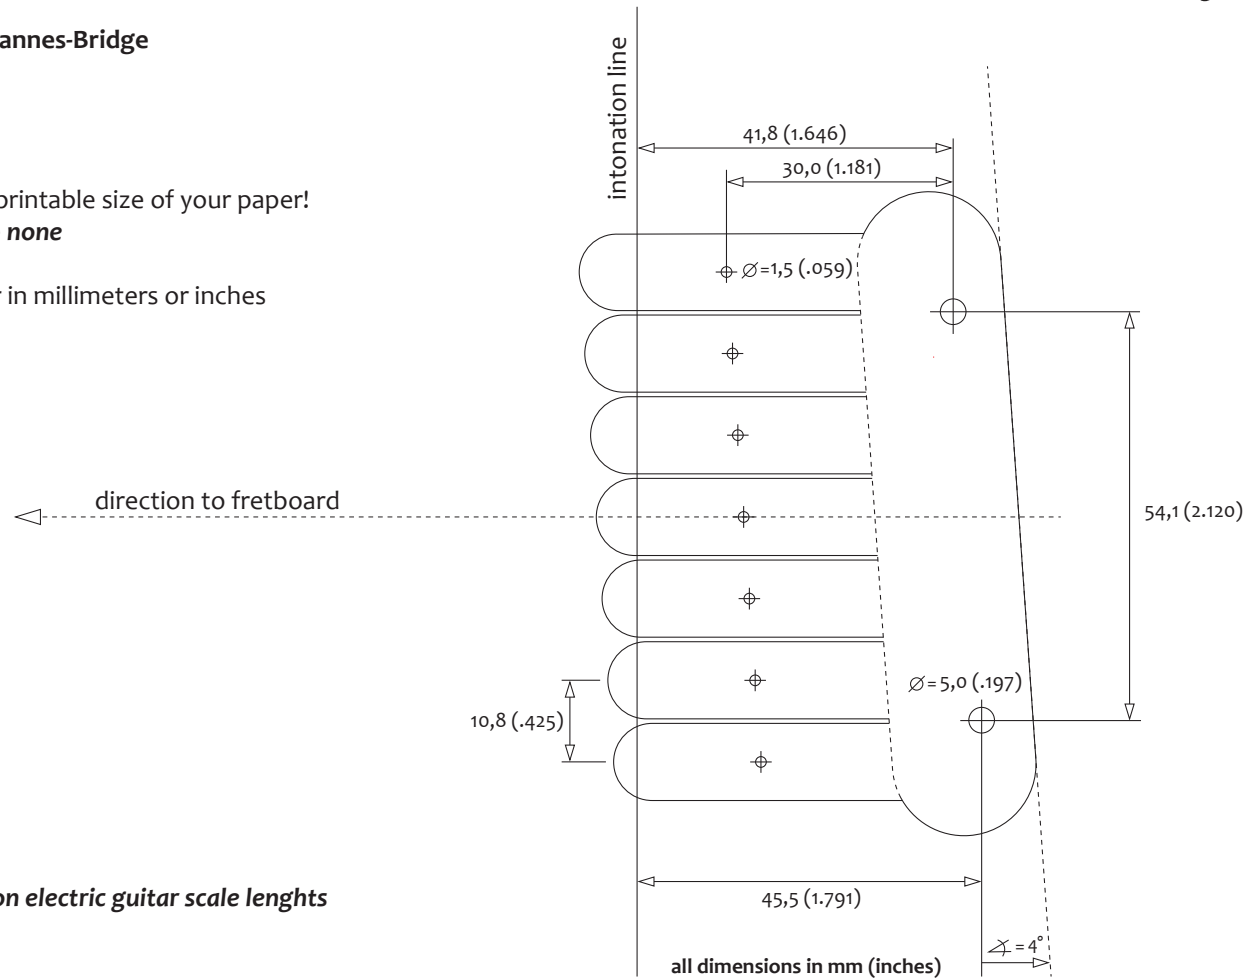 annes-Bridge
intonation line
41,8 (1.646)
30,0 (1.181)
printable size of your paper!
none
Ø=1,5 (.059)
in millimeters or inches
direction to fretboard
54,1 (2.120)
Ø=5,0 (.197)
10,8 (.425)
on electric guitar scale lenghts
45,5 (1.791)
∡ = 4°
all dimensions in mm (inches)